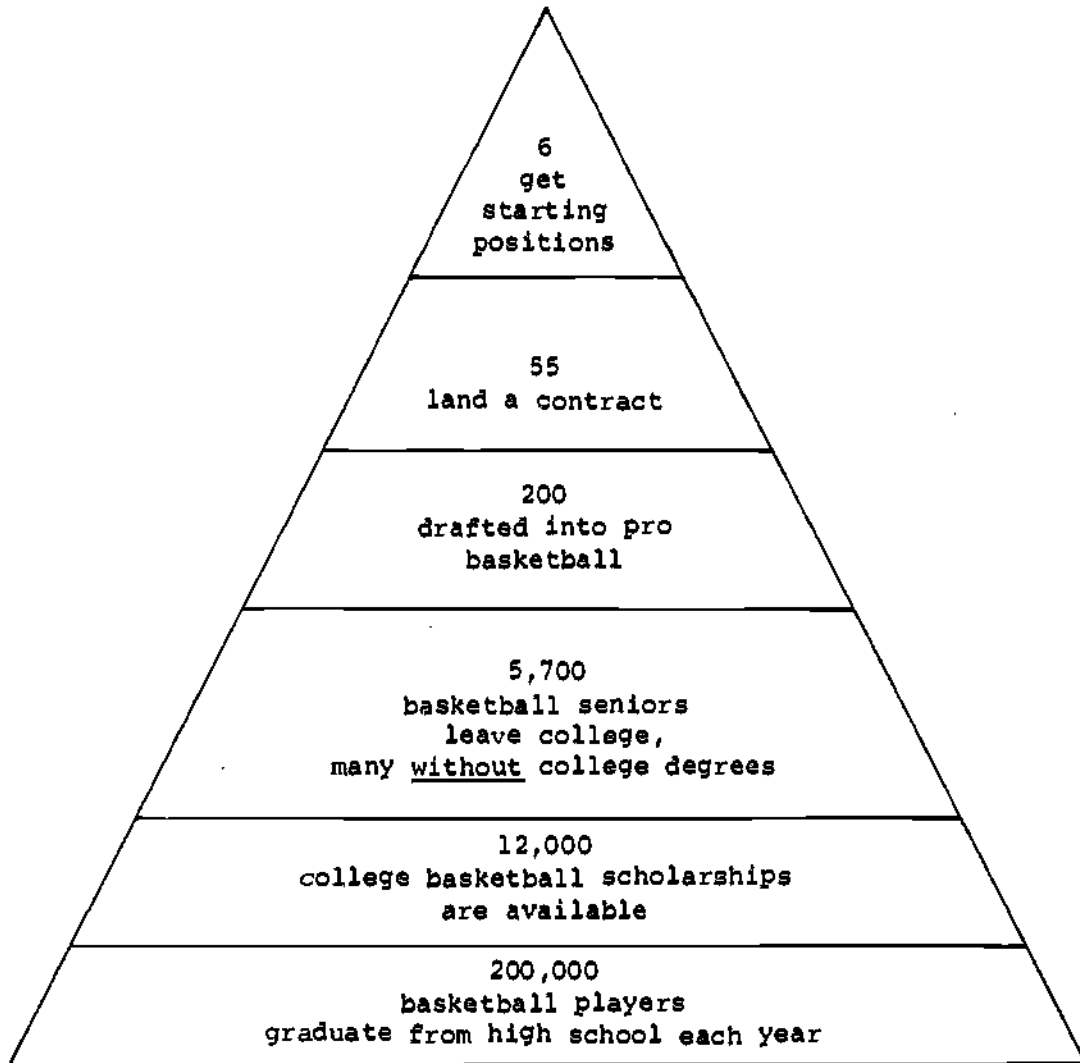 6
get
starting
positions
55
land a contract
200
drafted into pro
basketball
5,700
basketball seniors
leave college,
many without college degrees
12,000
college basketball scholarships
are available
200,000
basketball players
graduate from high school each year